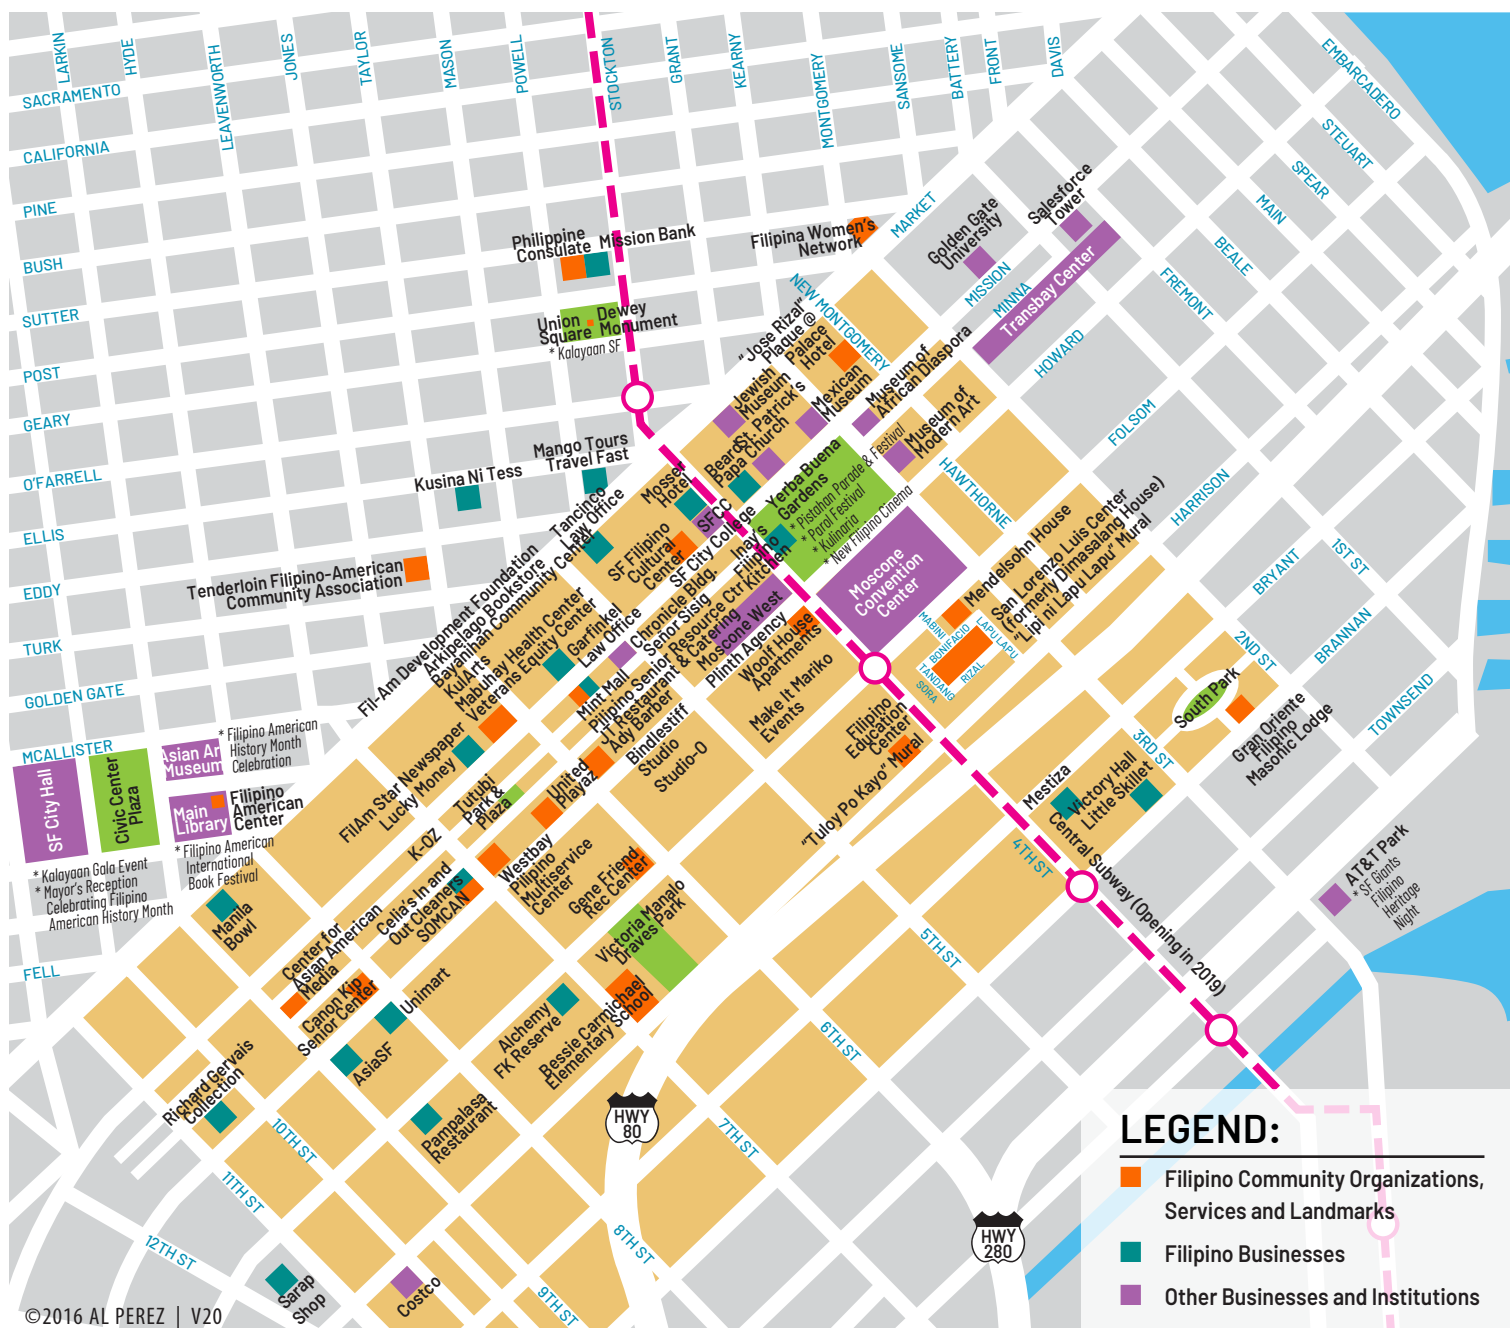 LARKIN
HYDE
LEAVENWORTH
JONES
TAYLOR
MASON
POWELL
STOCKTON
GRANT
KEARNY
MONTGOMERY
SANSOME
BATTERY
FRONT
DAVIS
EMBARCADERO
STEUART
SPEAR
MAIN
BEALE
FREMONT
SACRAMENTO
CALIFORNIA
PINE
BUSH
SUTTER
POST
GEARY
O'FARRELL
ELLIS
EDDY
TURK
GOLDEN GATE
MCALLISTER
FELL
MARKET
MISSION
MINNA
HOWARD
FOLSOM
HARRISON
BRYANT
BRANNAN
TOWNSEND
NEW MONTGOMERY
HAWTHORNE
1ST ST
2ND ST
3RD ST
4TH ST
5TH ST
6TH ST
7TH ST
8TH ST
9TH ST
10TH ST
11TH ST
12TH ST
MABINI
BONIFACIO
LAPU LAPU
TANDANG
SORA
RIZAL
Philippine
Consulate
Mission Bank
Union
Square
Dewey
Monument
* Kalayaan SF
Filipina Women's
Network
Golden Gate
University
Salesforce
Tower
Transbay Center
"Jose Rizal"
Plaque @
Palace
Hotel
Jewish
Museum
St. Patrick's
Church
Mexican
Museum
Museum of
African Diaspora
Museum of
Modern Art
Beard
Papa
Mosser
Hotel
Yerba Buena
Gardens
* Pistahan Parade & Festival
* Parol Festival
* Kulinaria
* New Filipino Cinema
Moscone
Convention
Center
Kusina Ni Tess
Mango Tours
Travel Fast
Tancinco
Law Office
Tenderloin Filipino-American
Community Association
SF Filipino
Cultural
Center
SFCC
SF City College
Ina's
Filipino
Kitchen
Chronicle Bldg.
Senor Sisig
Pilipino Senior Resource Ctr
JT Restaurant & Catering
Ady Barber
Moscone West
Plinth Agency
Woolf House
Apartments
Mendelsohn House
San Lorenzo Luis Center
(formerly Dimasalang House)
"Lipi ni Lapu Lapu" Mural
Fil-Am Development Foundation
Arkipelago Bookstore
Bayanihan Community Center
KulArts
Mabuhay Health Center
Veterans Equity Center
Garfinkel
Law Office
Mint Mall
Bindlestiff
Studio
Studio-O
Make It Mariko
Events
Filipino
Education
Center
"Tuloy Po Kayo" Mural
South Park
Gran Oriente
Filipino
Masonic Lodge
Mestiza
Victory Hall
Little Skillet
Central Subway (Opening in 2019)
AT&T Park
* SF Giants
Filipino
Heritage
Night
SF City Hall
Civic Center
Plaza
Asian Art
Museum
* Filipino American
History Month
Celebration
Main
Library
Filipino
American
Center
* Filipino American
International
Book Festival
* Kalayaan Gala Event
* Mayor's Reception
Celebrating Filipino
American History Month
FilAm Star Newspaper
Lucky Money
Tutubi
Park &
Plaza
United
Playaz
K-OZ
Celia's In and
Out Cleaners
SOMCAN
Westbay
Pilipino
Multiservice
Center
Gene Friend
Rec Center
Victoria Manalo
Draves Park
Manila
Bowl
Center for
Asian American
Media
Canon Kip
Senior Center
Unimart
AsiaSF
Alchemy
FK Reserve
Bessie Carmichael
Elementary School
Richard Gervais
Collection
Pampalasa
Restaurant
Sarap
Shop
Costco
HWY
80
HWY
280
LEGEND:
Filipino Community Organizations,
Services and Landmarks
Filipino Businesses
Other Businesses and Institutions
©2016 AL PEREZ | V20